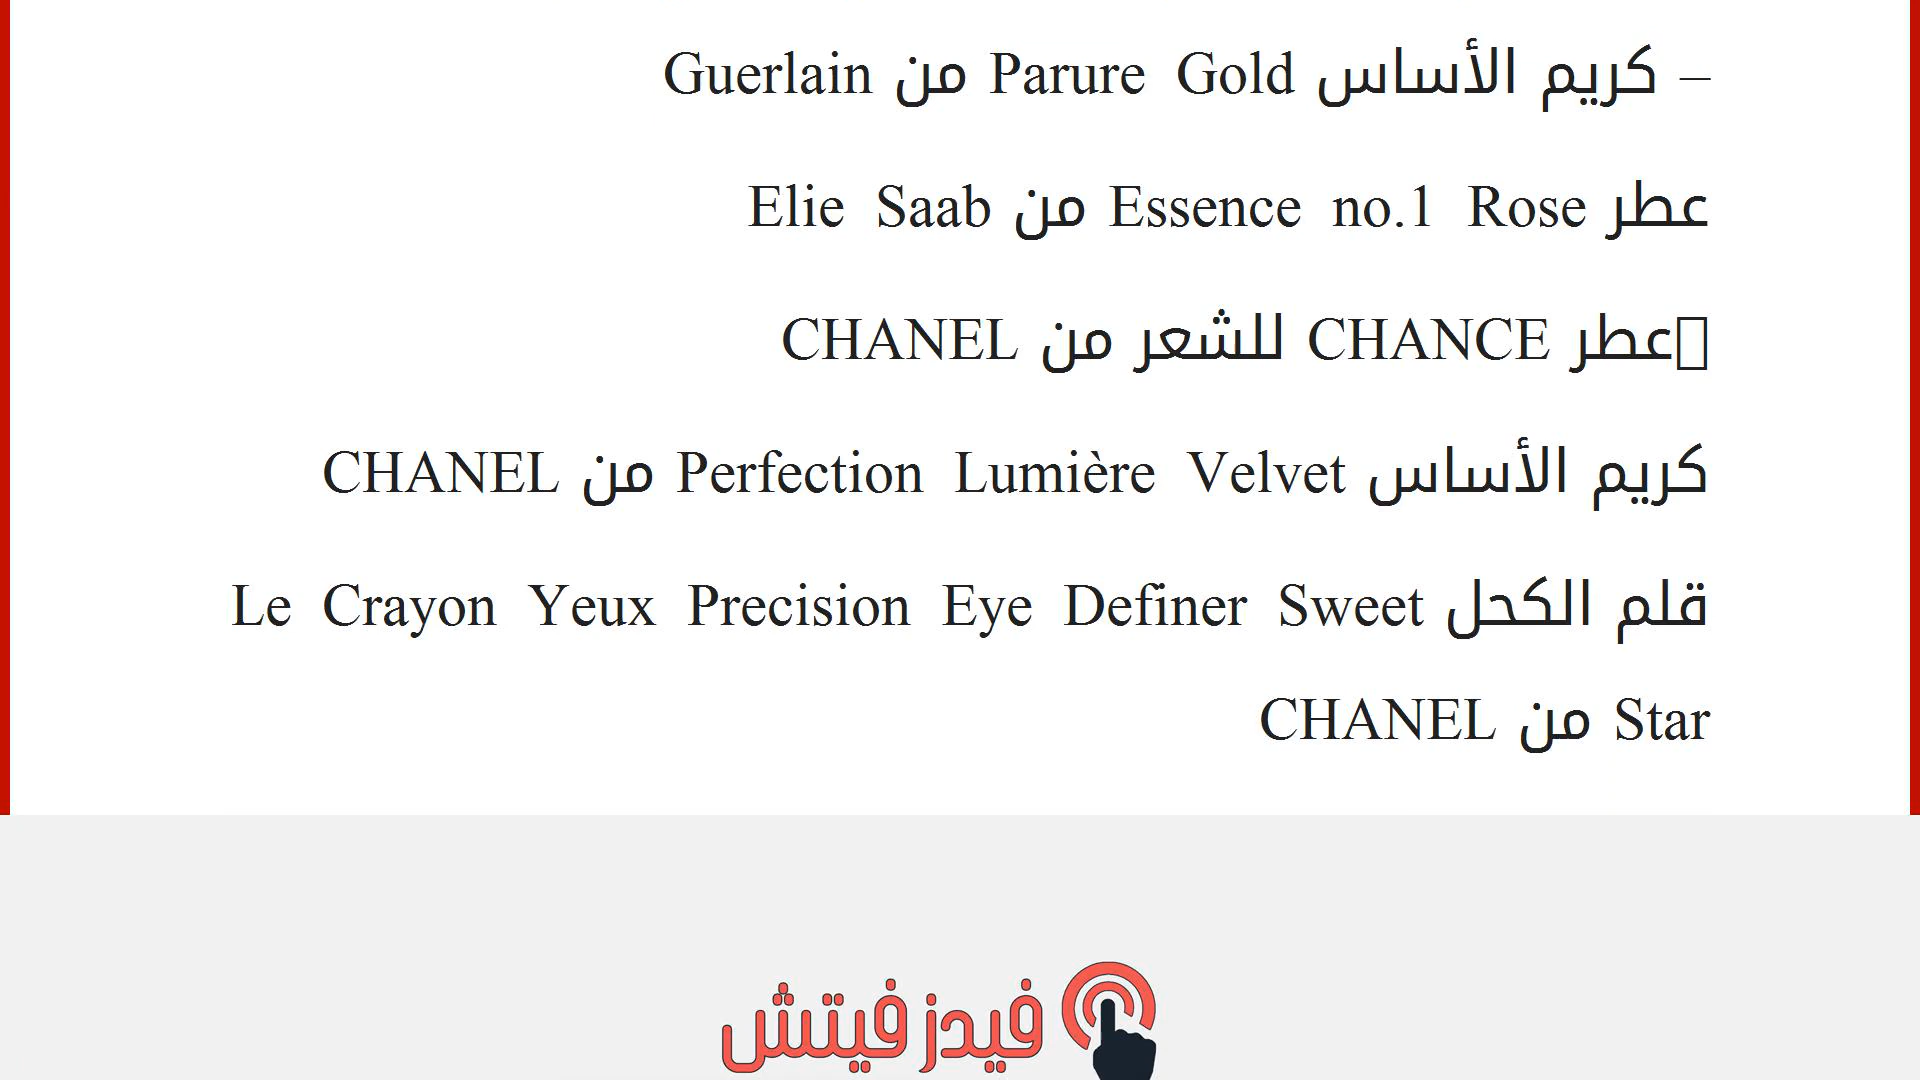 – كريم الأساس Parure Gold من Guerlain
عطر Essence no.1 Rose من Elie Saab
عطر CHANCE للشعر من CHANEL
كريم الأساس Perfection Lumière Velvet من CHANEL
قلم الكحل Le Crayon Yeux Precision Eye Definer Sweet
Star من CHANEL
فيدز فيتش